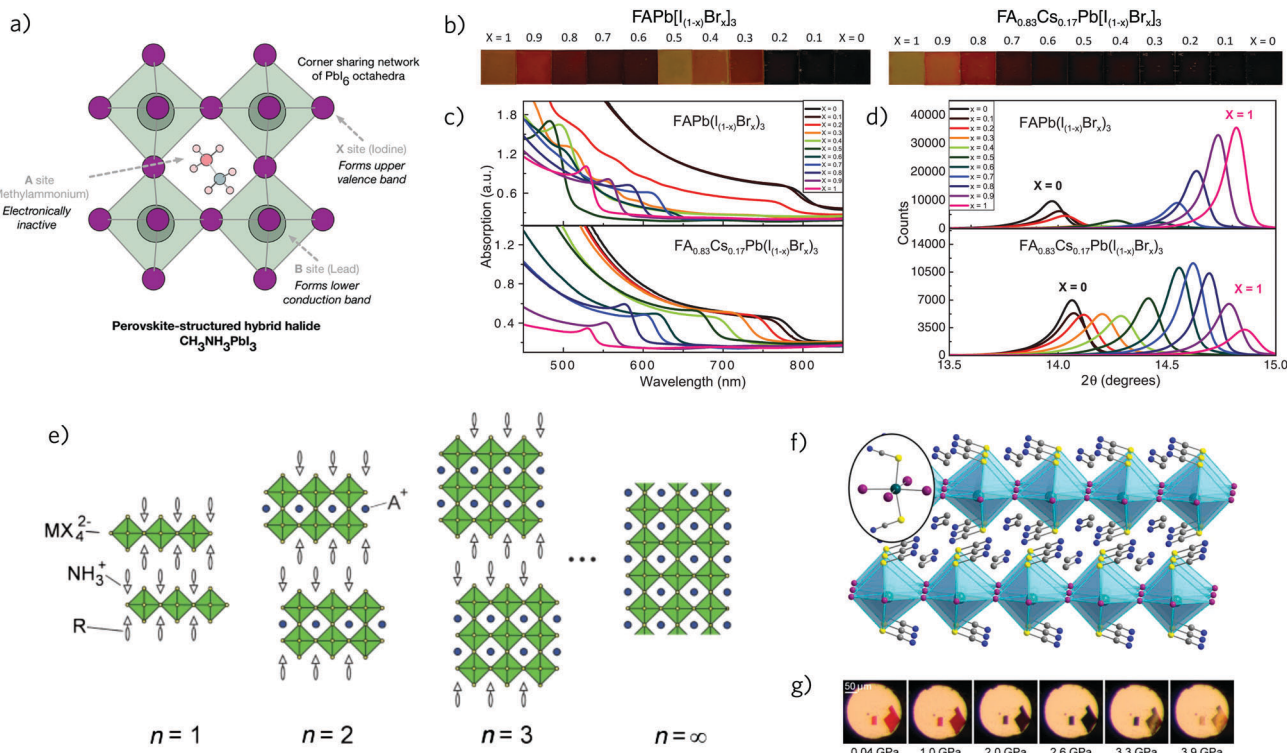 a)
Corner sharing network
of PbI6 octahedra
X site (Iodine)
Forms upper
valence band
A site
Methylammonium)
Electronically
inactive
B site (Lead)
Forms lower
conduction band
Perovskite-structured hybrid halide
CH3NH3PbI3
b)
FAPb[I(1-x)Brx]3
X = 1 0.9 0.8 0.7 0.6 0.5 0.4 0.3 0.2 0.1 X=0
FA0.83Cs0.17Pb[I(1-x)Brx]3
X = 1 0.9 0.8 0.7 0.6 0.5 0.4 0.3 0.2 0.1 X=0
c)
FAPb(I(1-x)Brx)3
X = 0
X = 0.1
X = 0.2
X = 0.3
X = 0.4
X = 0.5
X = 0.6
X = 0.7
X = 0.8
X = 0.9
X = 1
1.8
1.2
0.6
FA0.83Cs0.17Pb(I(1-x)Brx)3
1.2
0.8
0.4
Absorption (a.u.)
500 600 700 800
Wavelength (nm)
d)
FAPb(I(1-x)Brx)3
X = 0
X = 0.1
X = 0.2
X = 0.3
X = 0.4
X = 0.5
X = 0.6
X = 0.7
X = 0.8
X = 0.9
X = 1
40000
30000
20000
10000
0
X = 0
X = 1
FA0.83Cs0.17Pb(I(1-x)Brx)3
14000
10500
7000
3500
0
X = 0
X = 1
Counts
13.5 14.0 14.5 15.0
2θ (degrees)
e)
MX4 2-
NH3+
R
A+
n = 1
n = 2
n = 3
n = ∞
f)
g)
50 μm
0.04 GPa 1.0 GPa 2.0 GPa 2.6 GPa 3.3 GPa 3.9 GPa